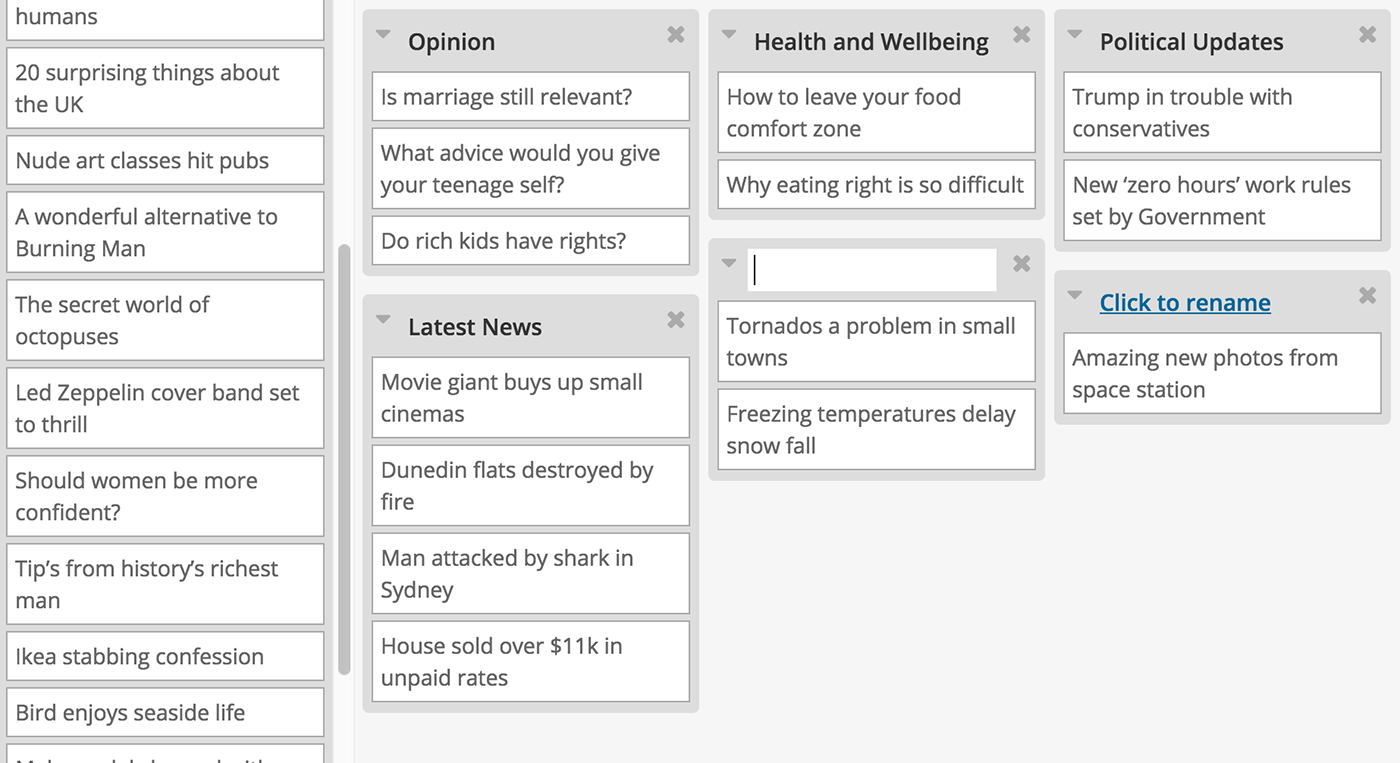 humans
20 surprising things about
the UK
Nude art classes hit pubs
A wonderful alternative to
Burning Man
The secret world of
octopuses
Led Zeppelin cover band set
to thrill
Should women be more
confident?
Tip’s from history’s richest
man
Ikea stabbing confession
Bird enjoys seaside life
Opinion
Is marriage still relevant?
What advice would you give
your teenage self?
Do rich kids have rights?
Latest News
Movie giant buys up small
cinemas
Dunedin flats destroyed by
fire
Man attacked by shark in
Sydney
House sold over $11k in
unpaid rates
Health and Wellbeing
How to leave your food
comfort zone
Why eating right is so difficult
Tornados a problem in small
towns
Freezing temperatures delay
snow fall
Political Updates
Trump in trouble with
conservatives
New ‘zero hours’ work rules
set by Government
Click to rename
Amazing new photos from
space station